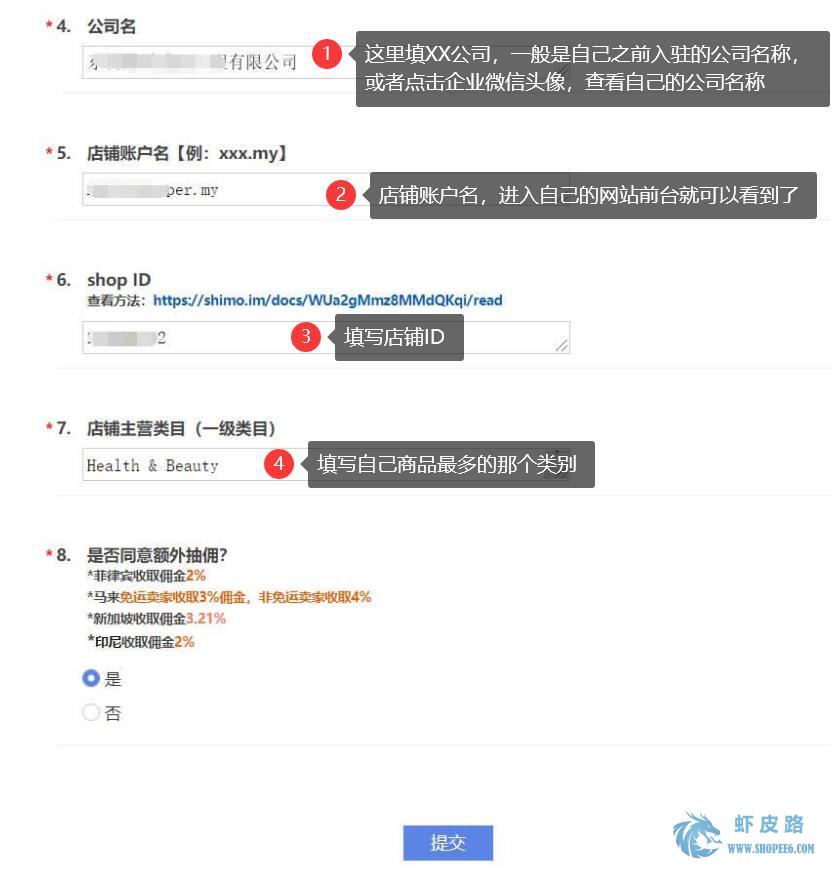 *4. 公司名
有限公司
1 这里填XX公司，一般是自己之前入驻的公司名称，
或者点击企业微信头像，查看自己的公司名称
*5. 店铺账户名【例：xxx.my】
per.my
2 店铺账户名，进入自己的网站前台就可以看到了
*6. shop ID
查看方法：https://shimo.im/docs/WUa2gMmz8MMdQKqi/read
2
3 填写店铺ID
*7. 店铺主营类目（一级类目）
Health & Beauty
4 填写自己商品最多的那个类别
*8. 是否同意额外抽佣？
*菲律宾收取佣金2%
*马来免运卖家收取3%佣金，非免运卖家收取4%
*新加坡收取佣金3.21%
*印尼收取佣金2%
是
否
提交
虾皮路
WWW.SHOPEE6.COM